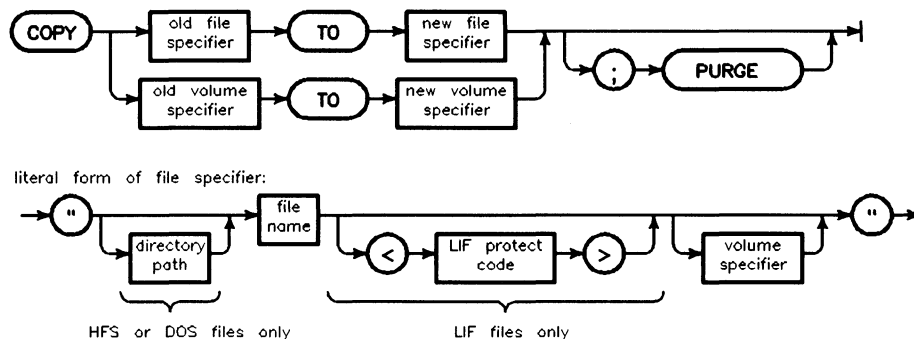 COPY old file specifier TO new file specifier ; PURGE
old volume specifier TO new volume specifier
literal form of file specifier:
" directory path file name < LIF protect code > volume specifier "
HFS or DOS files only LIF files only